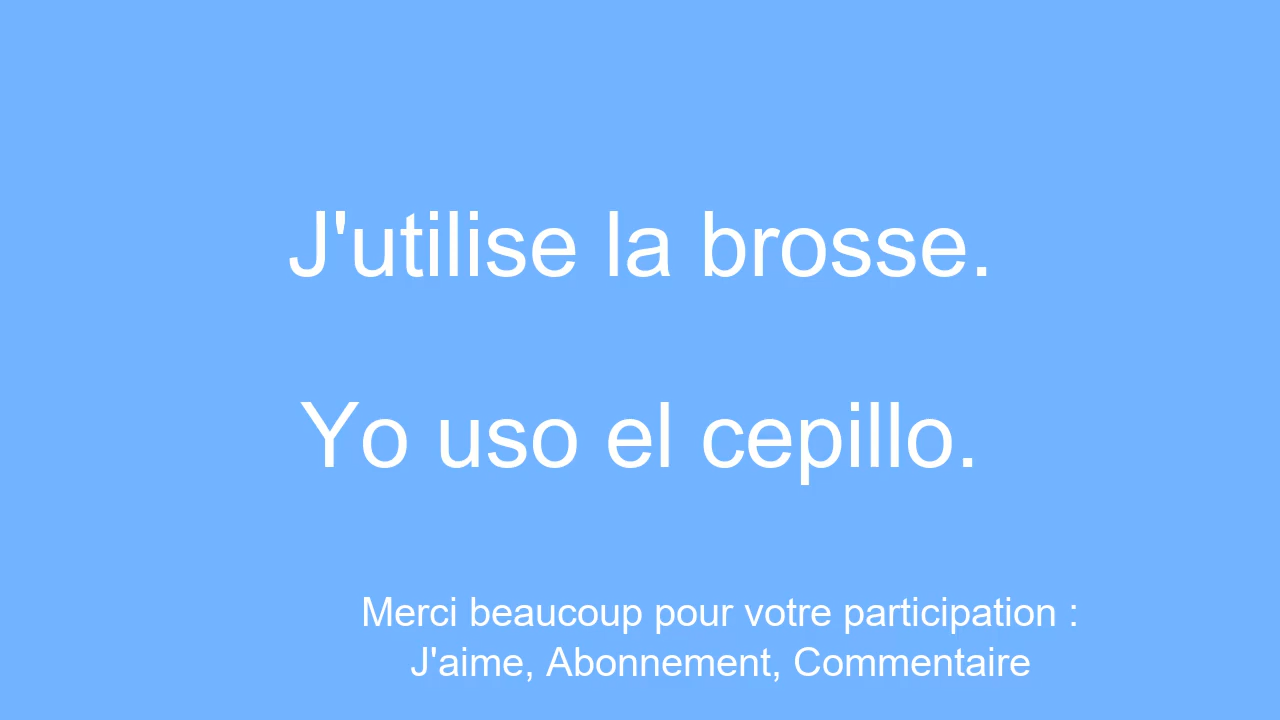 J'utilise la brosse.
Yo uso el cepillo.
Merci beaucoup pour votre participation :
J'aime, Abonnement, Commentaire